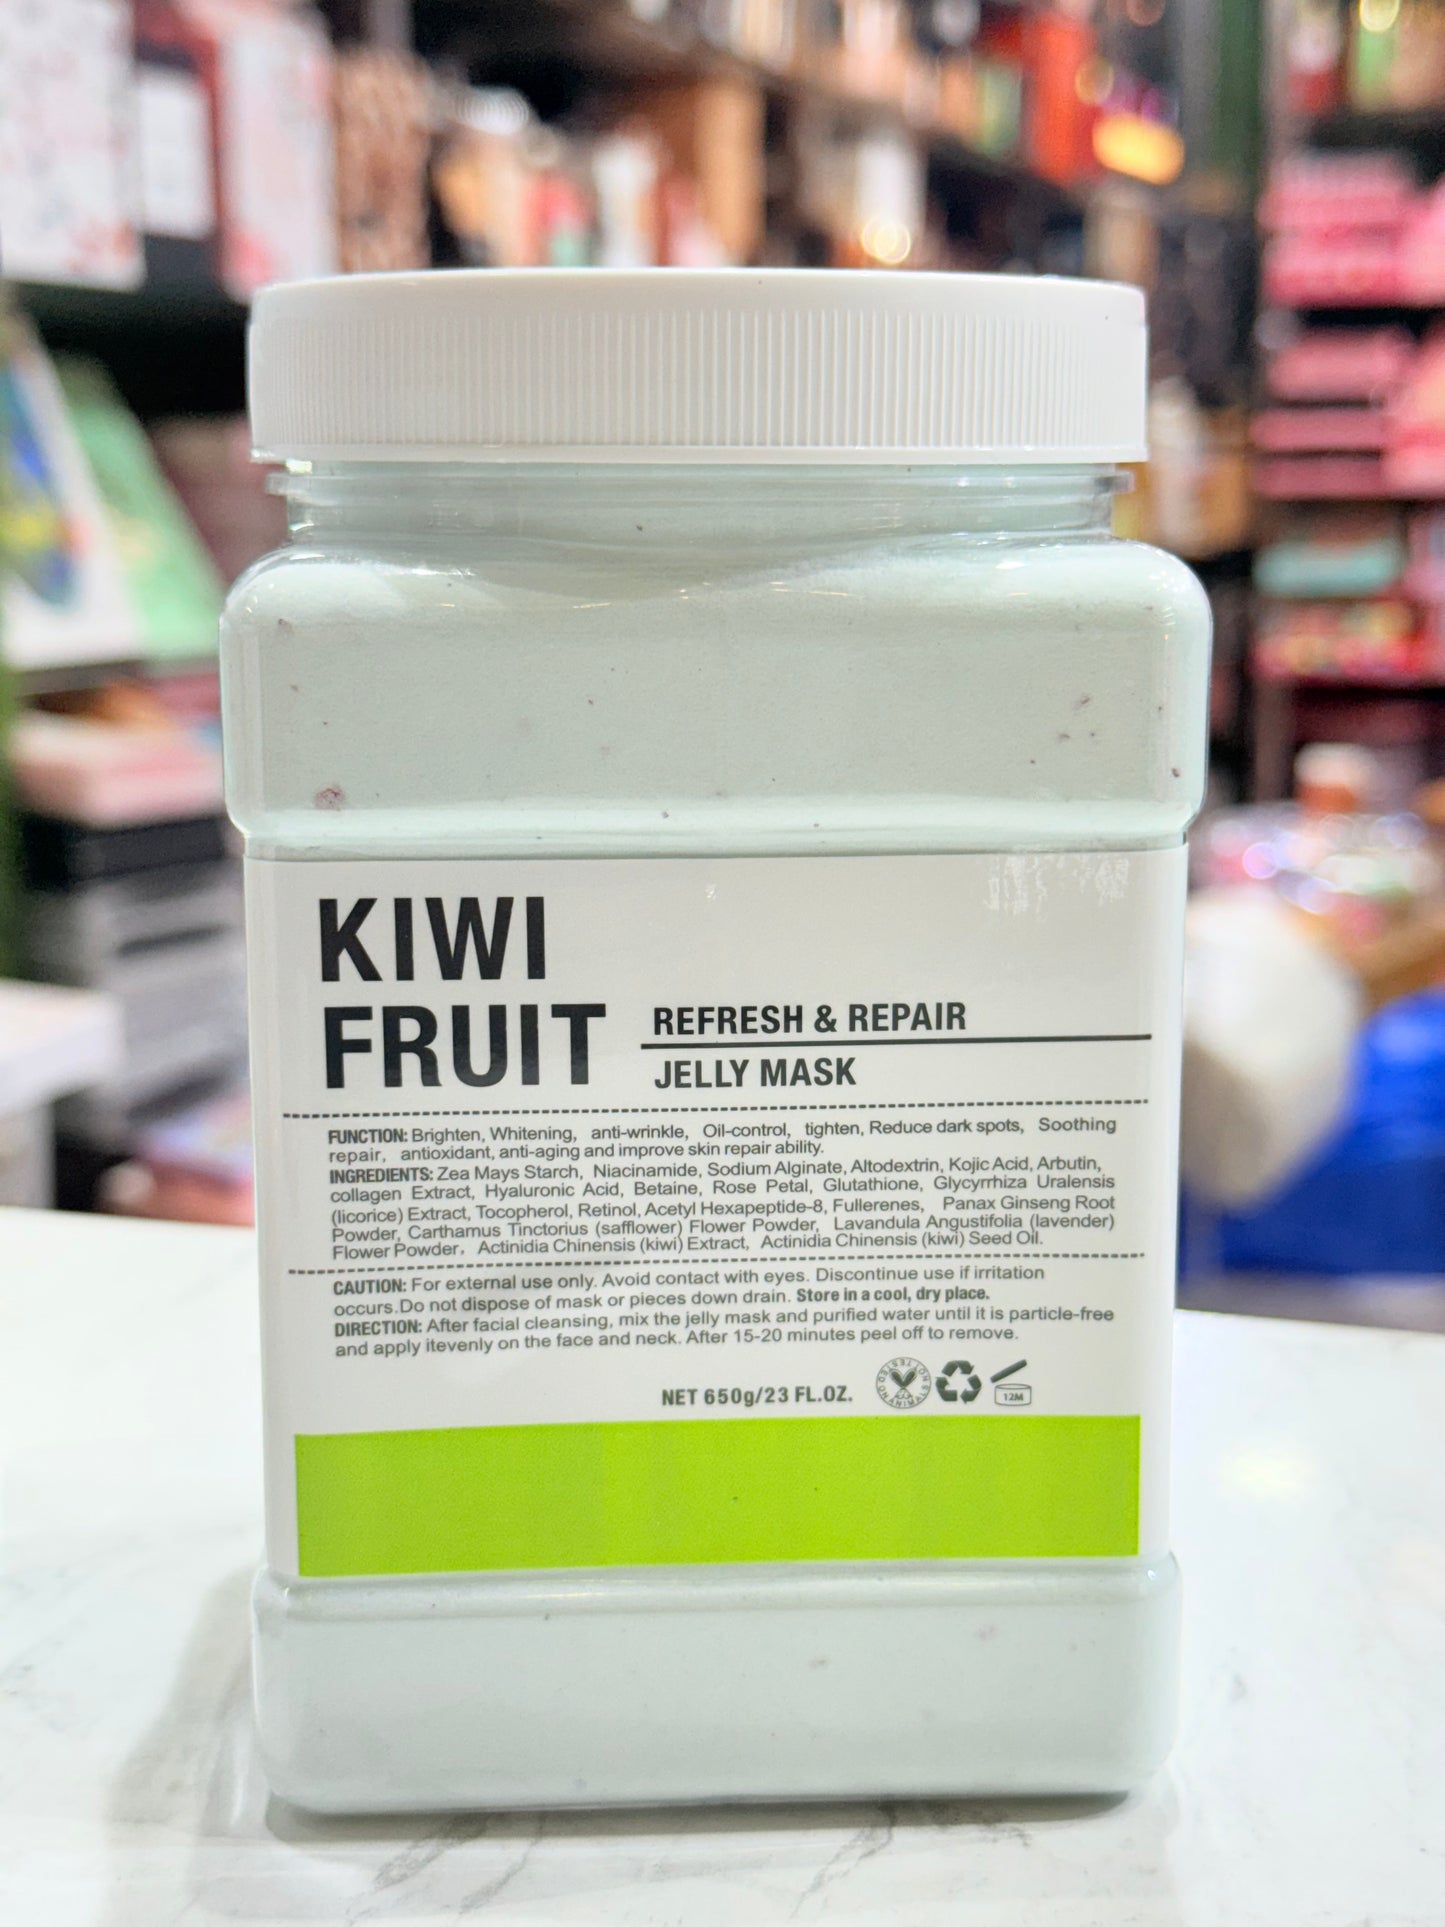 KIWI
FRUIT
REFRESH & REPAIR
JELLY MASK
FUNCTION: Brighten, Whitening, anti-wrinkle, Oil-control, tighten, Reduce dark spots, Soothing
repair, antioxidant, anti-aging and improve skin repair ability.
INGREDIENTS: Zea Mays Starch, Niacinamide, Sodium Alginate, Altodextrin, Kojic Acid, Arbutin,
collagen Extract, Hyaluronic Acid, Betaine, Rose Petal, Glutathione, Glycyrrhiza Uralensis
(licorice) Extract, Tocopherol, Retinol, Acetyl Hexapeptide-8, Fullerenes, Panax Ginseng Root
Powder, Carthamus Tinctorius (safflower) Flower Powder, Lavandula Angustifolia (lavender)
Flower Powder, Actinidia Chinensis (kiwi) Extract, Actinidia Chinensis (kiwi) Seed Oil.
CAUTION: For external use only. Avoid contact with eyes. Discontinue use if irritation
occurs.Do not dispose of mask or pieces down drain. Store in a cool, dry place.
DIRECTION: After facial cleansing, mix the jelly mask and purified water until it is particle-free
and apply itevenly on the face and neck. After 15-20 minutes peel off to remove.
NET 650g/23 FL.OZ.
NOT TESTED ON ANIMALS
12M